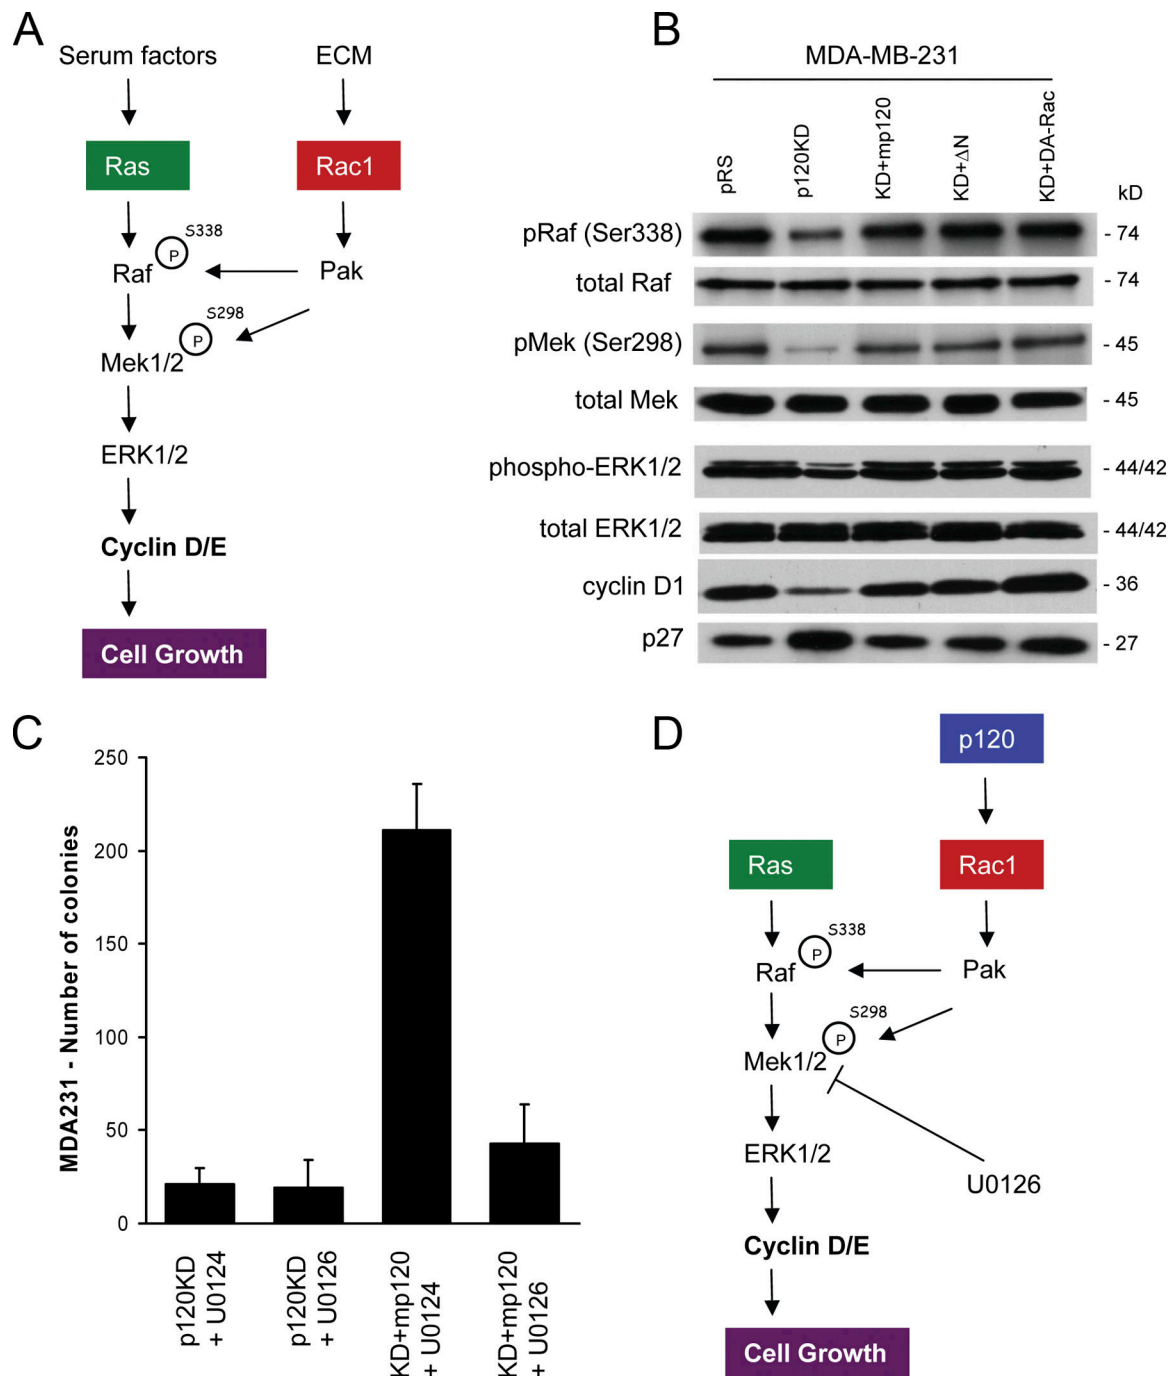 A
Serum factors
ECM
Ras
Rac1
S338
P
Raf
Pak
S298
P
Mek1/2
ERK1/2
Cyclin D/E
Cell Growth
B
MDA-MB-231
pRS
p120KD
KD+mp120
KD+ΔN
KD+DA-Rac
kD
pRaf (Ser338)
- 74
total Raf
- 74
pMek (Ser298)
- 45
total Mek
- 45
phospho-ERK1/2
- 44/42
total ERK1/2
- 44/42
cyclin D1
- 36
p27
- 27
C
MDA231 - Number of colonies
250
200
150
100
50
0
p120KD
+ U0124
p120KD
+ U0126
KD+mp120
+ U0124
KD+mp120
+ U0126
D
p120
Ras
Rac1
S338
P
Raf
Pak
S298
P
Mek1/2
ERK1/2
U0126
Cyclin D/E
Cell Growth